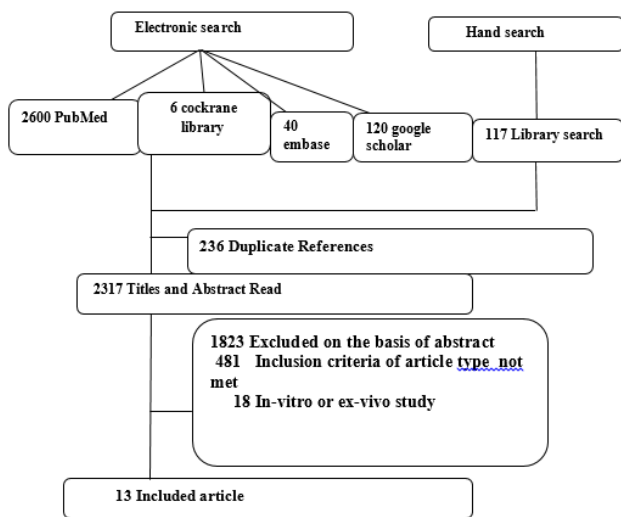 Electronic search
Hand search
2600 PubMed
6 cockrane
library
40
embase
120 google
scholar
117 Library search
236 Duplicate References
2317 Titles and Abstract Read
1823 Excluded on the basis of abstract
481 Inclusion criteria of article type not
met
18 In-vitro or ex-vivo study
13 Included article